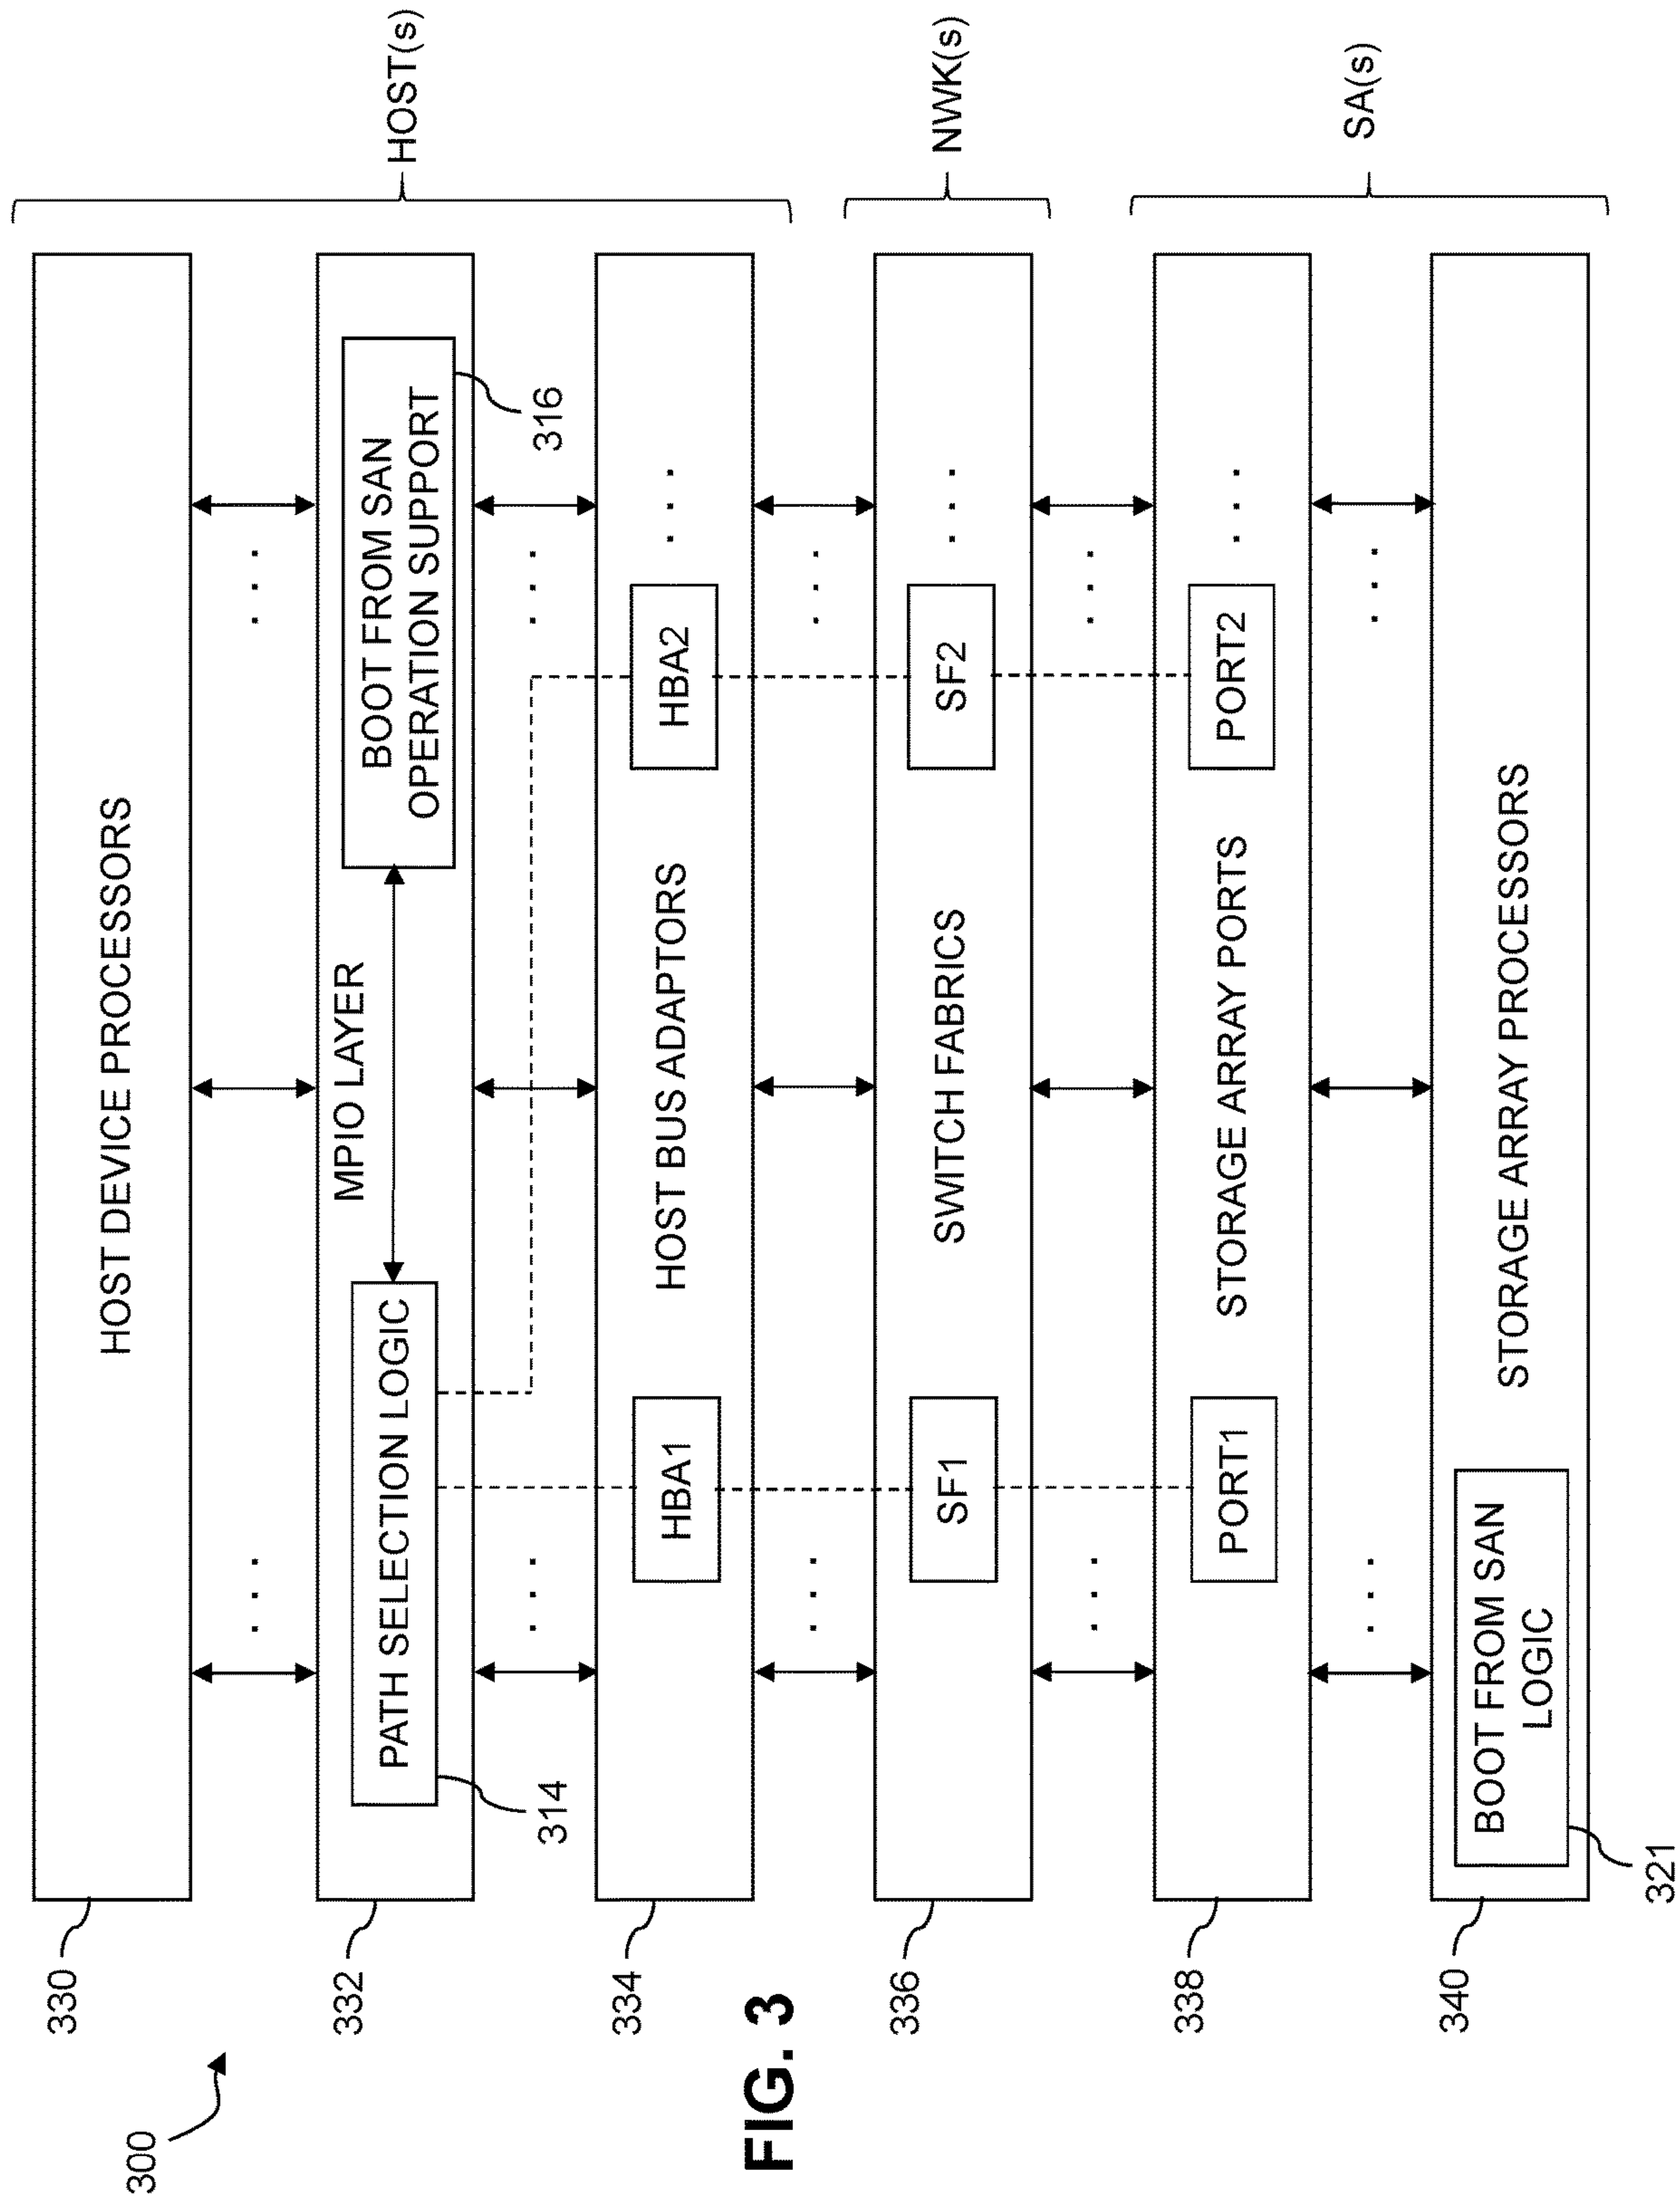 300
330
HOST DEVICE PROCESSORS
HOST(s)
332
MPIO LAYER
PATH SELECTION LOGIC
314
BOOT FROM SAN
OPERATION SUPPORT
316
334
HBA1
HOST BUS ADAPTORS
HBA2
. . .
336
SF1
SWITCH FABRICS
SF2
. . .
NWK(s)
338
PORT1
STORAGE ARRAY PORTS
PORT2
. . .
340
BOOT FROM SAN
LOGIC
321
STORAGE ARRAY PROCESSORS
SA(s)
FIG. 3